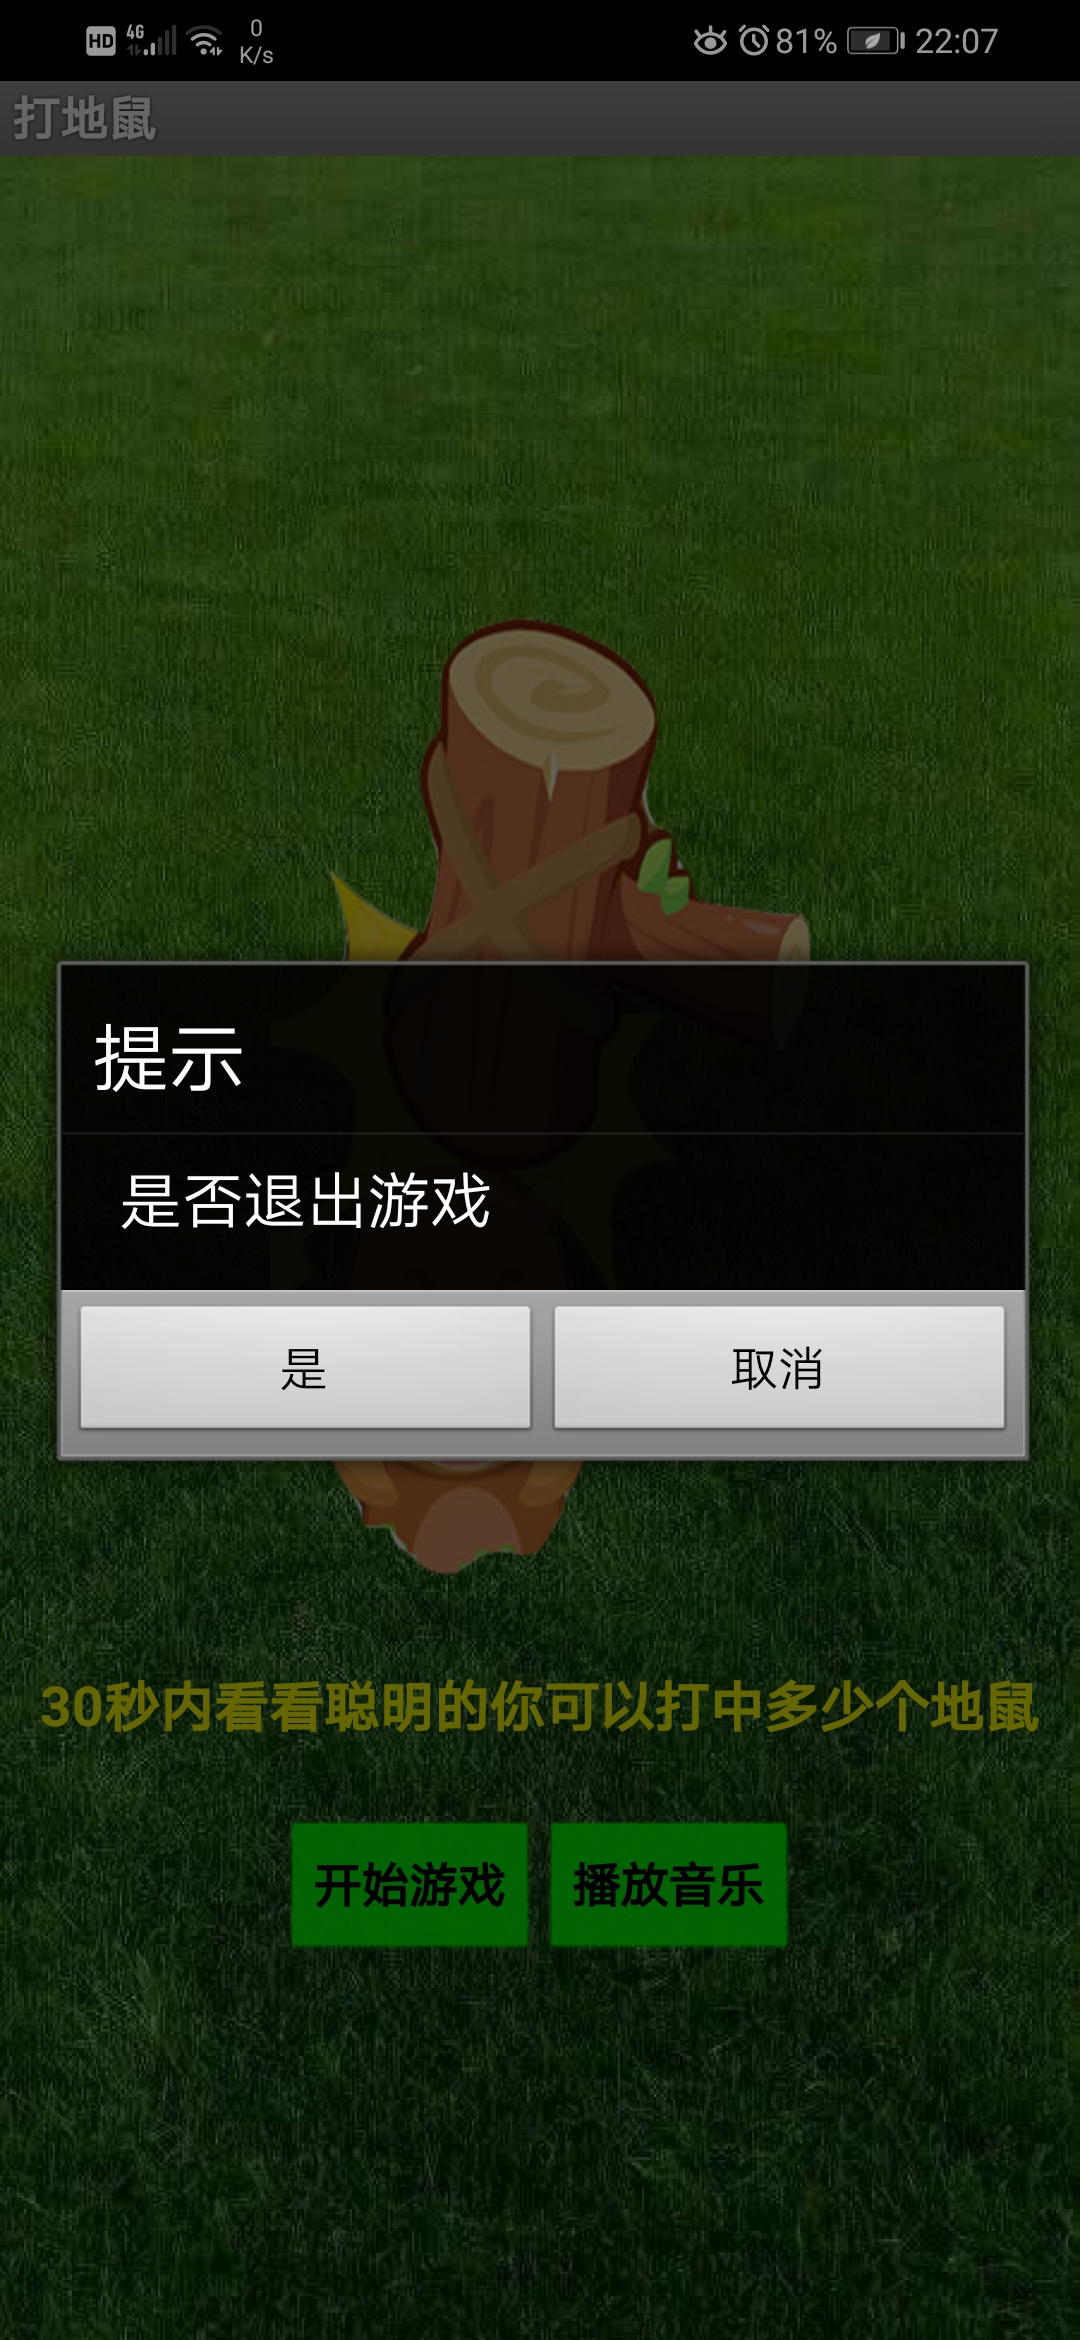 HD 4G 0 K/s 81% 22:07
打地鼠
提示
是否退出游戏
是 取消
30秒内看看聪明的你可以打中多少个地鼠
开始游戏 播放音乐